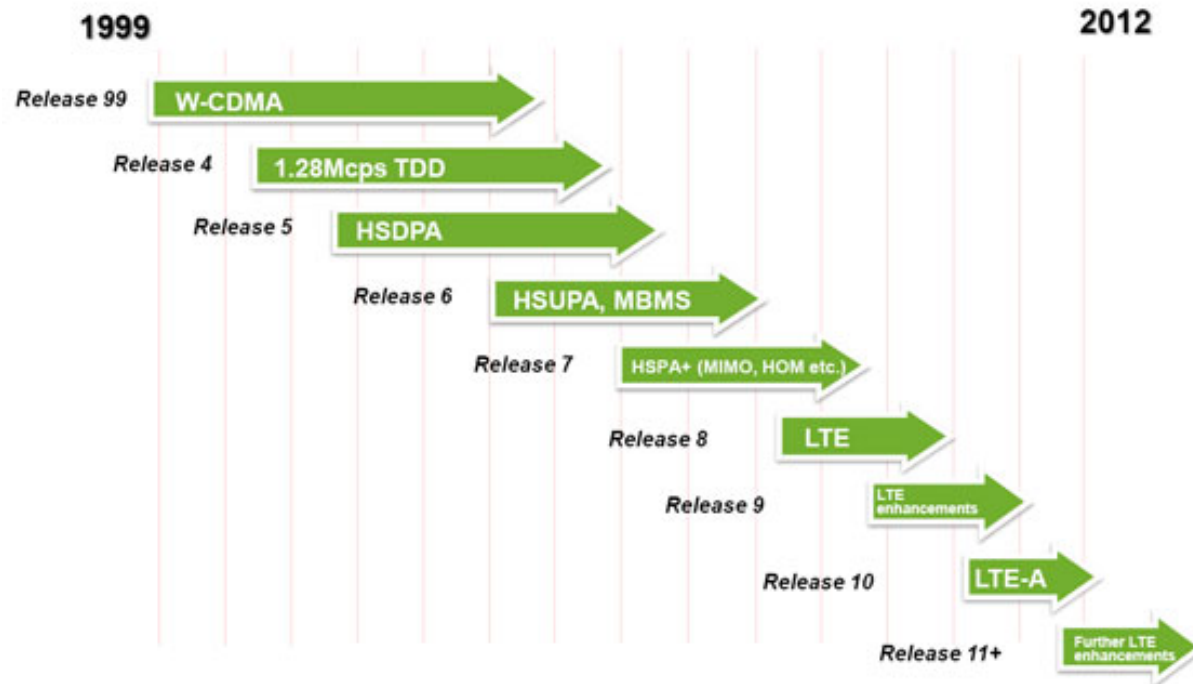 1999
2012
Release 99
W-CDMA
Release 4
1.28Mcps TDD
Release 5
HSDPA
Release 6
HSUPA, MBMS
Release 7
HSPA+ (MIMO, HOM etc.)
Release 8
LTE
Release 9
LTE
enhancements
Release 10
LTE-A
Release 11+
Further LTE
enhancements